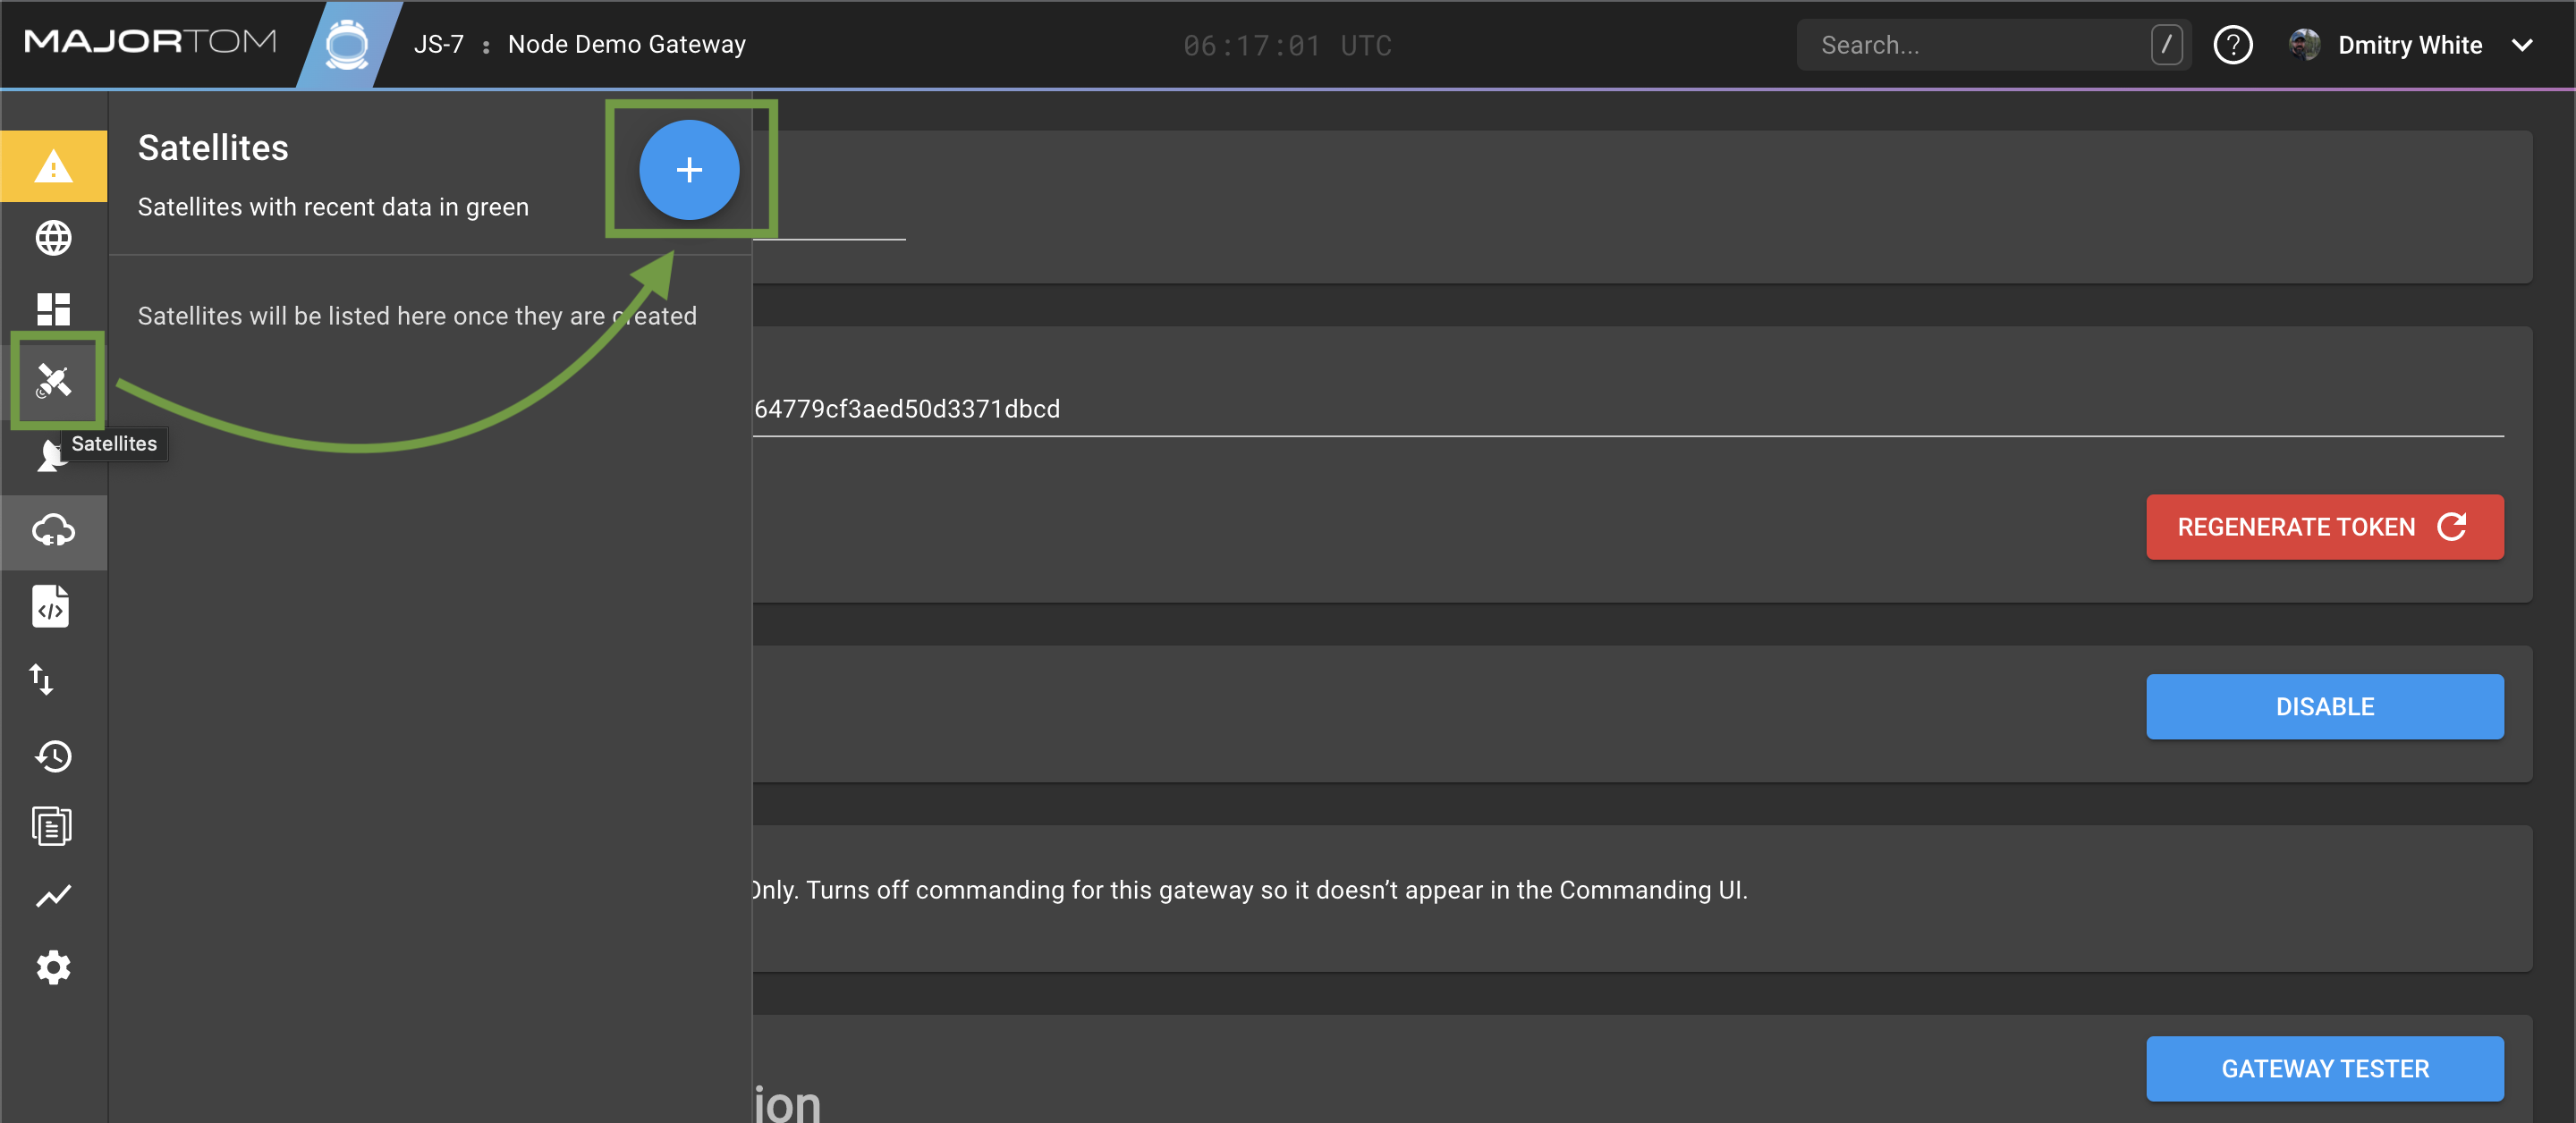 MAJORTOM
JS-7 : Node Demo Gateway
06:17:01 UTC
Search...
/
?
Dmitry White
Satellites
+
Satellites with recent data in green
Satellites will be listed here once they are created
Satellites
64779cf3aed50d3371dbcd
REGENERATE TOKEN
DISABLE
Only. Turns off commanding for this gateway so it doesn’t appear in the Commanding UI.
GATEWAY TESTER
ion